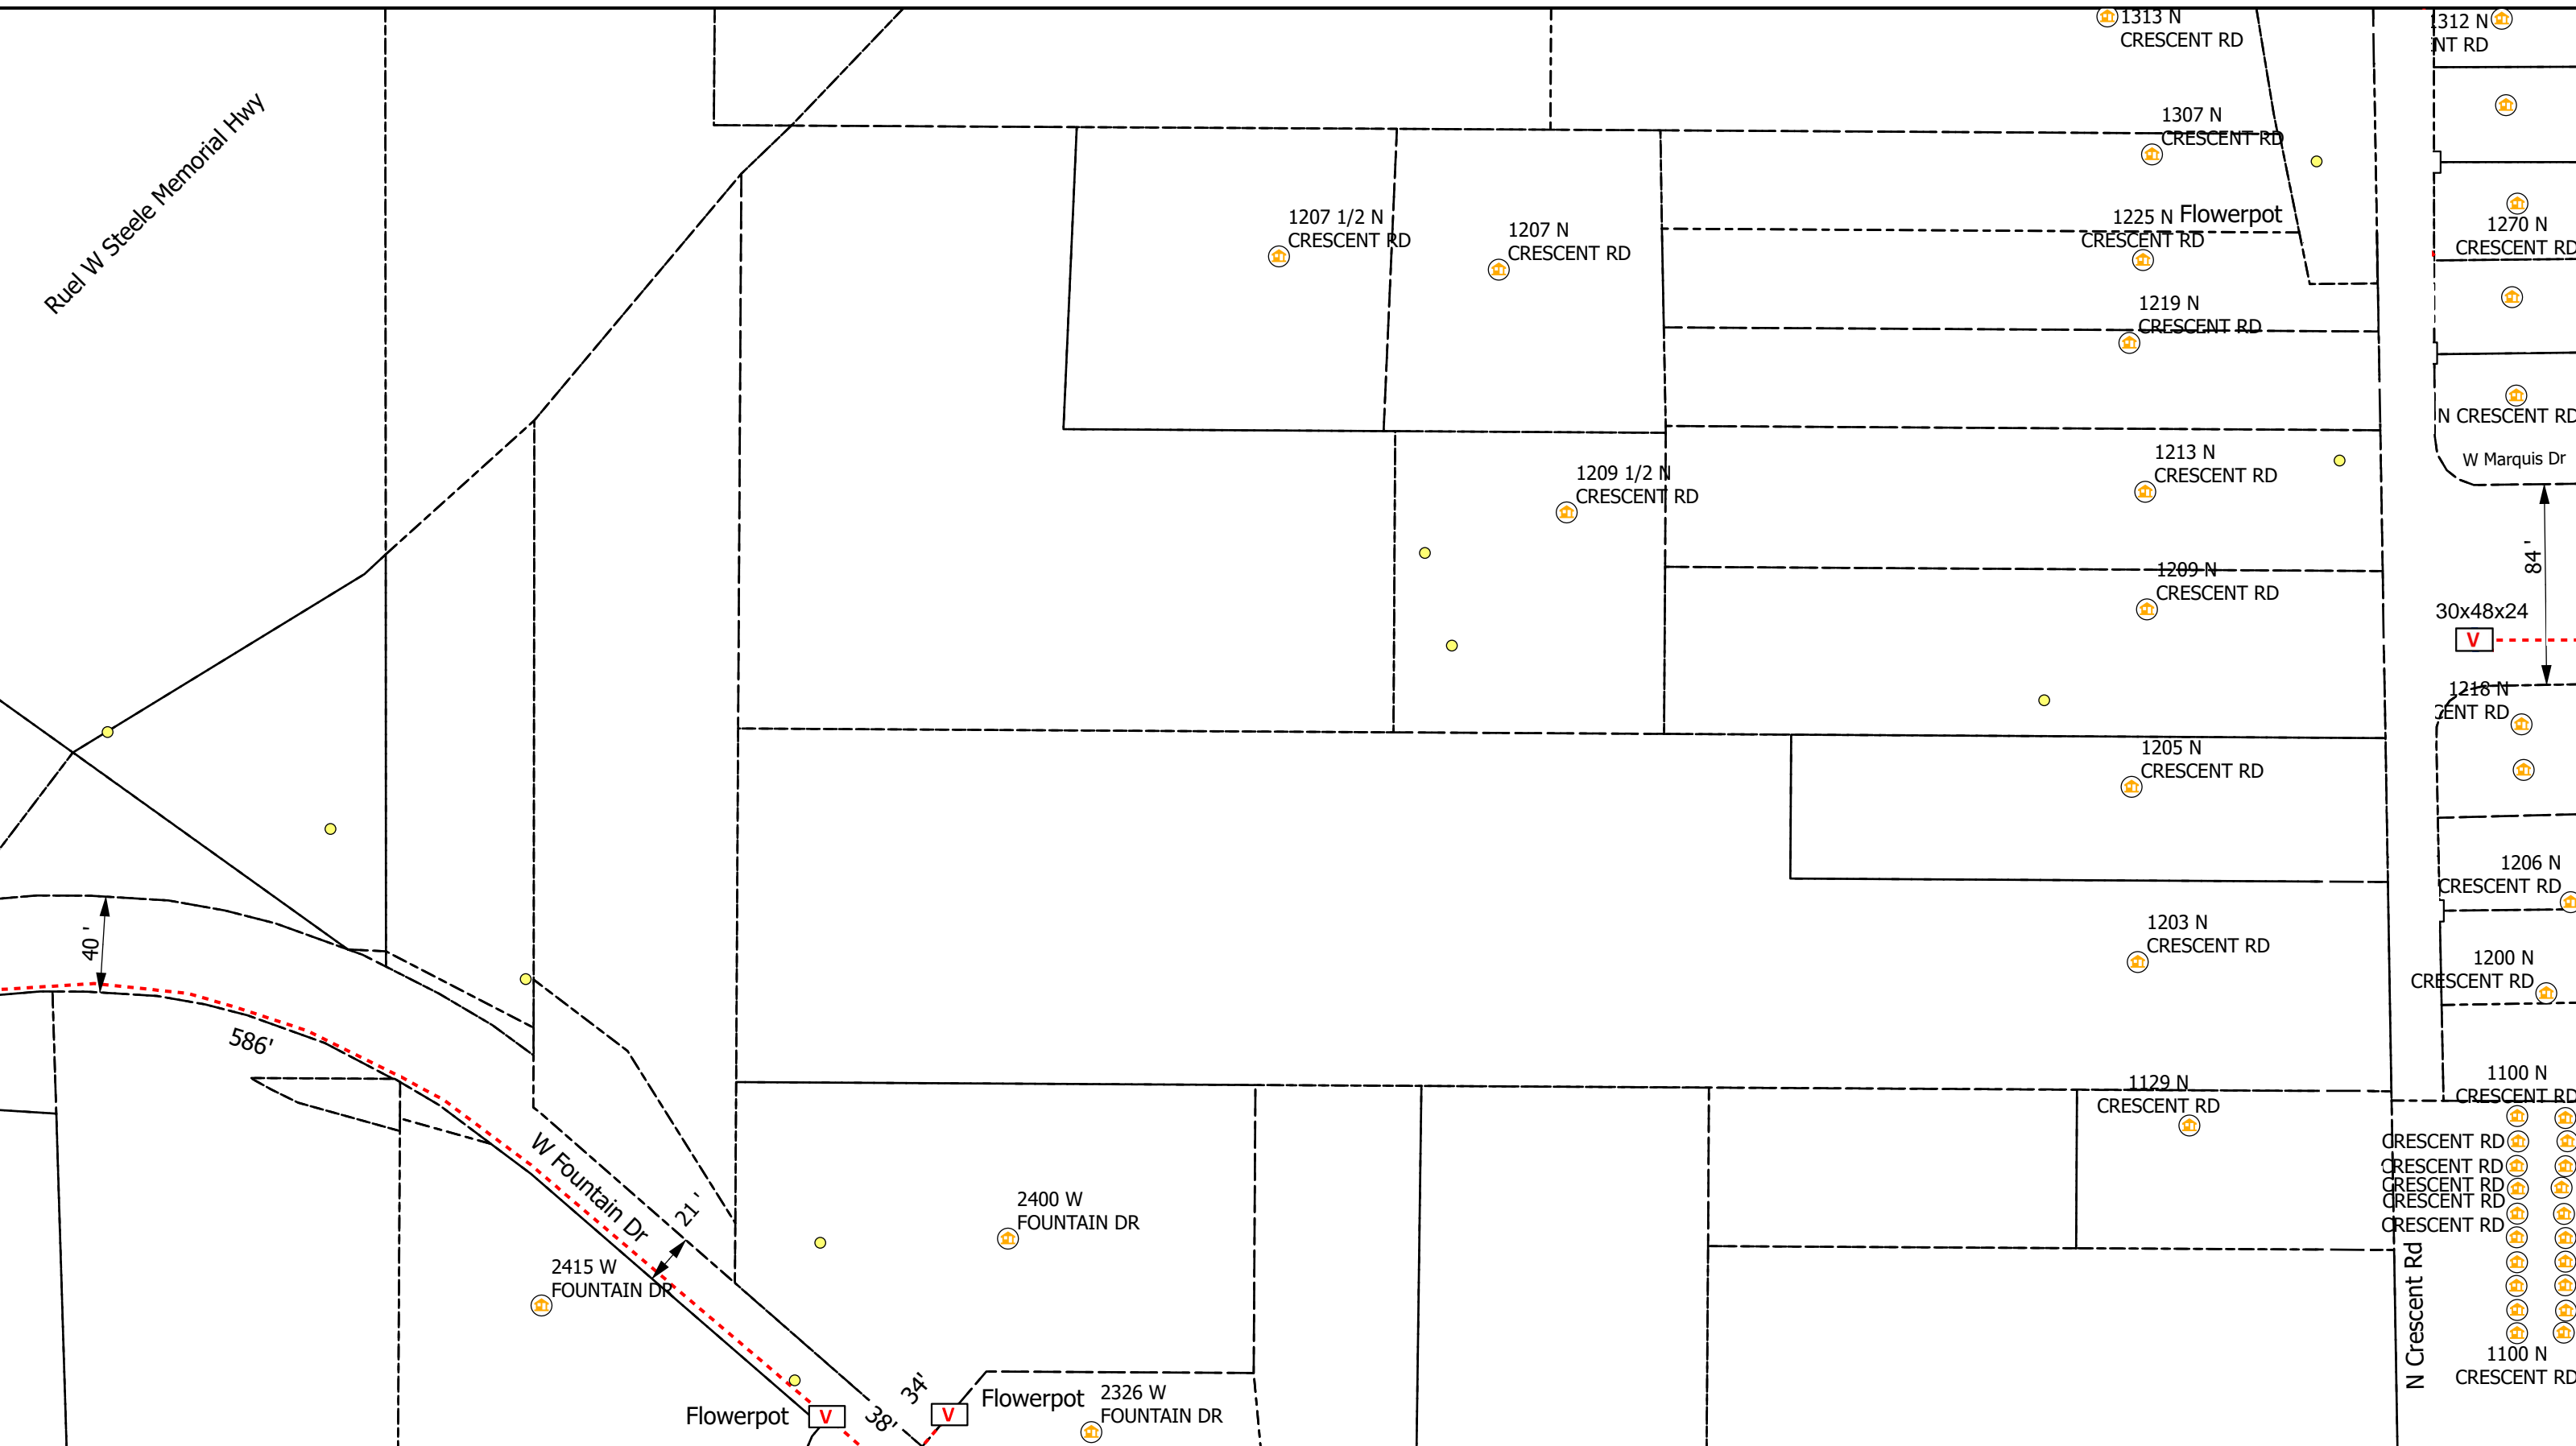 1313 N
CRESCENT RD
1312 N
NT RD
Ruel W Steele Memorial Hwy
1307 N
CRESCENT RD
1207 1/2 N
CRESCENT RD
1207 N
CRESCENT RD
1225 N
CRESCENT RD
Flowerpot
1270 N
CRESCENT RD
1219 N
CRESCENT RD
N CRESCENT RD
W Marquis Dr
1209 1/2 N
CRESCENT RD
1213 N
CRESCENT RD
84 '
1209 N
CRESCENT RD
30x48x24
V
1218 N
CENT RD
1205 N
CRESCENT RD
1206 N
CRESCENT RD
40 '
1203 N
CRESCENT RD
1200 N
CRESCENT RD
586'
1129 N
CRESCENT RD
1100 N
CRESCENT RD
CRESCENT RD
CRESCENT RD
CRESCENT RD
CRESCENT RD
CRESCENT RD
W Fountain Dr
21 '
2400 W
FOUNTAIN DR
2415 W
FOUNTAIN DR
N Crescent Rd
1100 N
CRESCENT RD
34'
38'
Flowerpot
V
V
Flowerpot
2326 W
FOUNTAIN DR